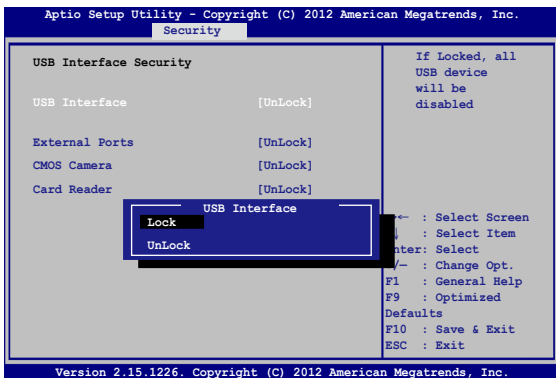 Aptio Setup Utility - Copyright (C) 2012 American Megatrends, Inc.
Security
USB Interface Security
USB Interface [UnLock]
External Ports [UnLock]
CMOS Camera [UnLock]
Card Reader [UnLock]
USB Interface
Lock
UnLock
If Locked, all
USB device
will be
disabled
: Select Screen
: Select Item
: Select
: Change Opt.
F1 : General Help
F9 : Optimized
Defaults
F10 : Save & Exit
ESC : Exit
Version 2.15.1226. Copyright (C) 2012 American Megatrends, Inc.